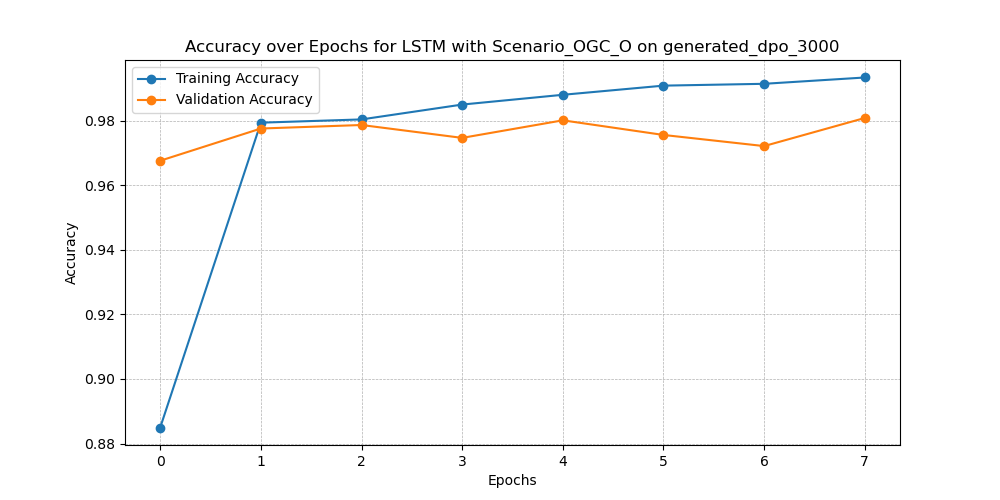 Accuracy over Epochs for LSTM with Scenario_OGC_O on generated_dpo_3000
Training Accuracy
Validation Accuracy
Accuracy
0.98
0.96
0.94
0.92
0.90
0.88
0 1 2 3 4 5 6 7
Epochs